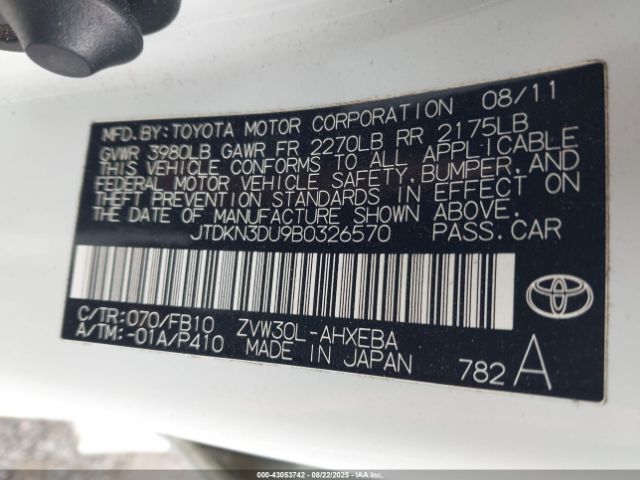 MFD. BY: TOYOTA MOTOR CORPORATION 08/11
GVWR 3980LB GAWR FR 2270LB RR 2175LB
THIS VEHICLE CONFORMS TO ALL APPLICABLE
FEDERAL MOTOR VEHICLE SAFETY, BUMPER, AND
THEFT PREVENTION STANDARDS IN EFFECT ON
THE DATE OF MANUFACTURE SHOWN ABOVE.
JTDKN3DU9B0326570 PASS. CAR
C/TR: 070/FB10 ZVW30L-AHXEBA
A/TM: -01A/P410 MADE IN JAPAN
782 A
000-43053742 - 08/22/2025 - IAAI.COM